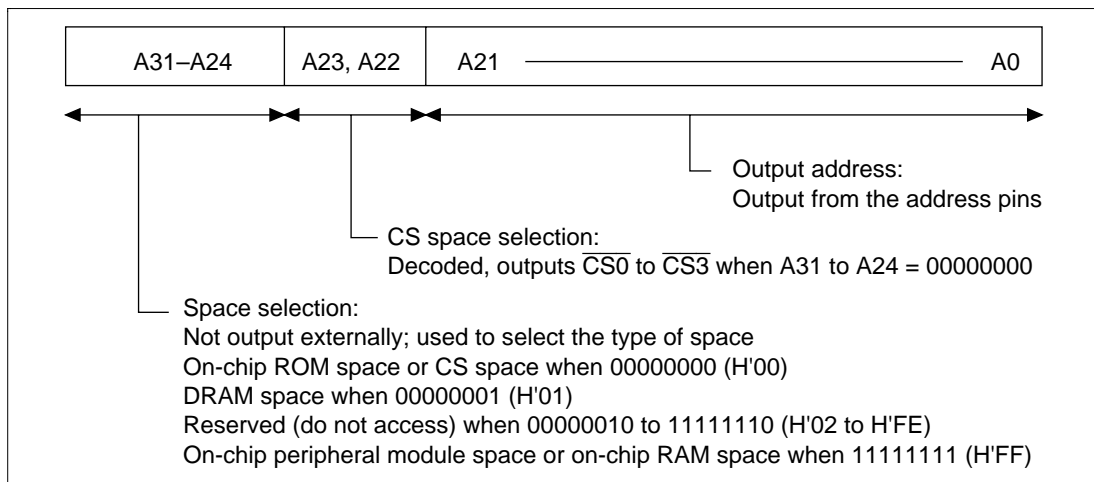 A31–A24 A23, A22 A21 A0
Output address:
Output from the address pins
CS space selection:
Decoded, outputs CS0 to CS3 when A31 to A24 = 00000000
Space selection:
Not output externally; used to select the type of space
On-chip ROM space or CS space when 00000000 (H'00)
DRAM space when 00000001 (H'01)
Reserved (do not access) when 00000010 to 11111110 (H'02 to H'FE)
On-chip peripheral module space or on-chip RAM space when 11111111 (H'FF)